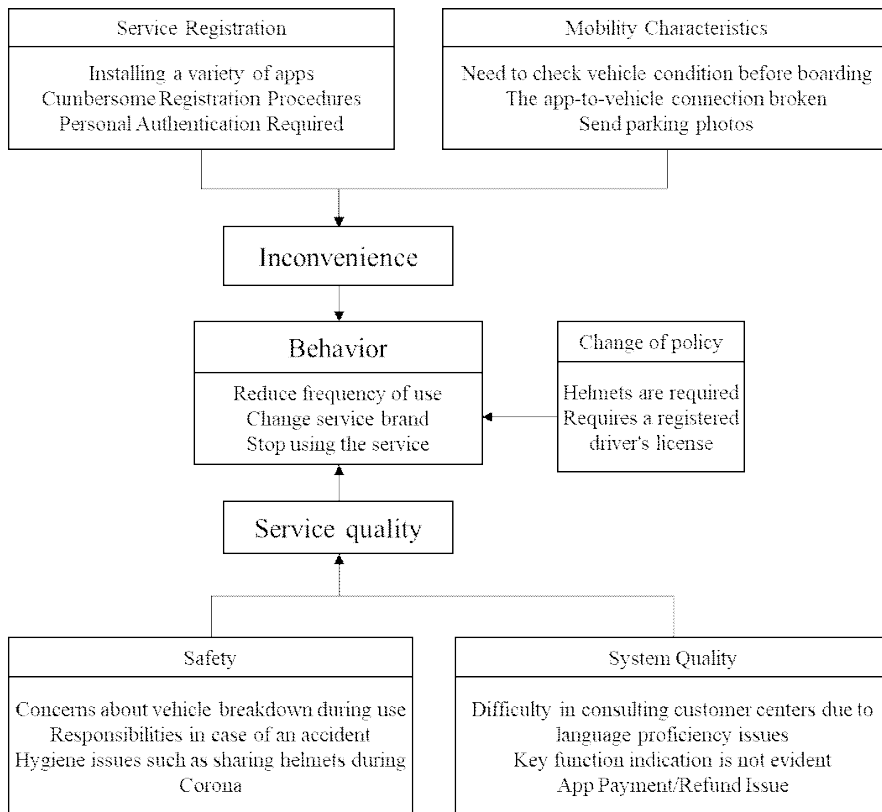 Service Registration
Installing a variety of apps
Cumbersome Registration Procedures
Personal Authentication Required
Mobility Characteristics
Need to check vehicle condition before boarding
The app-to-vehicle connection broken
Send parking photos
Inconvenience
Behavior
Reduce frequency of use
Change service brand
Stop using the service
Change of policy
Helmets are required
Requires a registered
driver's license
Service quality
Safety
Concerns about vehicle breakdown during use
Responsibilities in case of an accident
Hygiene issues such as sharing helmets during
Corona
System Quality
Difficulty in consulting customer centers due to
language proficiency issues
Key function indication is not evident
App Payment/Refund Issue